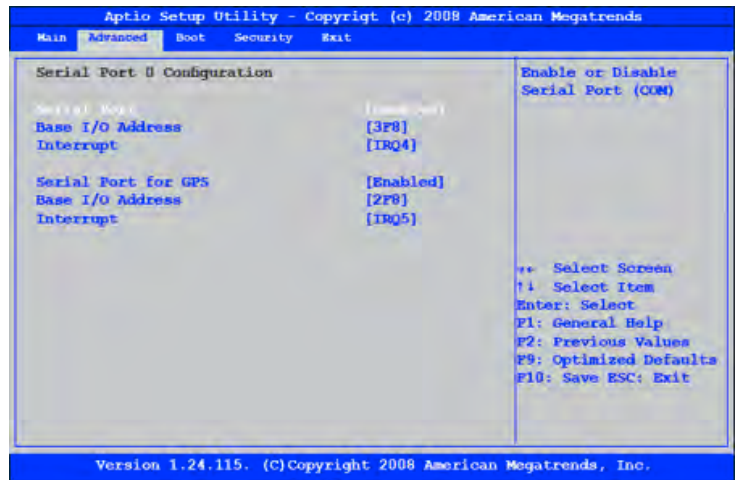 Aptio Setup Utility - Copyrigt (c) 2008 American Megatrends
Main Advanced Boot Security Exit
Serial Port 0 Configuration
Serial Port
Base I/O Address [3F8]
Interrupt [IRQ4]
Serial Port for GPS [Enabled]
Base I/O Address [2F8]
Interrupt [IRQ5]
Enable or Disable
Serial Port (COM)
Select Screen
↑↓ Select Item
Enter: Select
F1: General Help
F2: Previous Values
F9: Optimized Defaults
F10: Save ESC: Exit
Version 1.24.115. (C)Copyright 2008 American Megatrends, Inc.